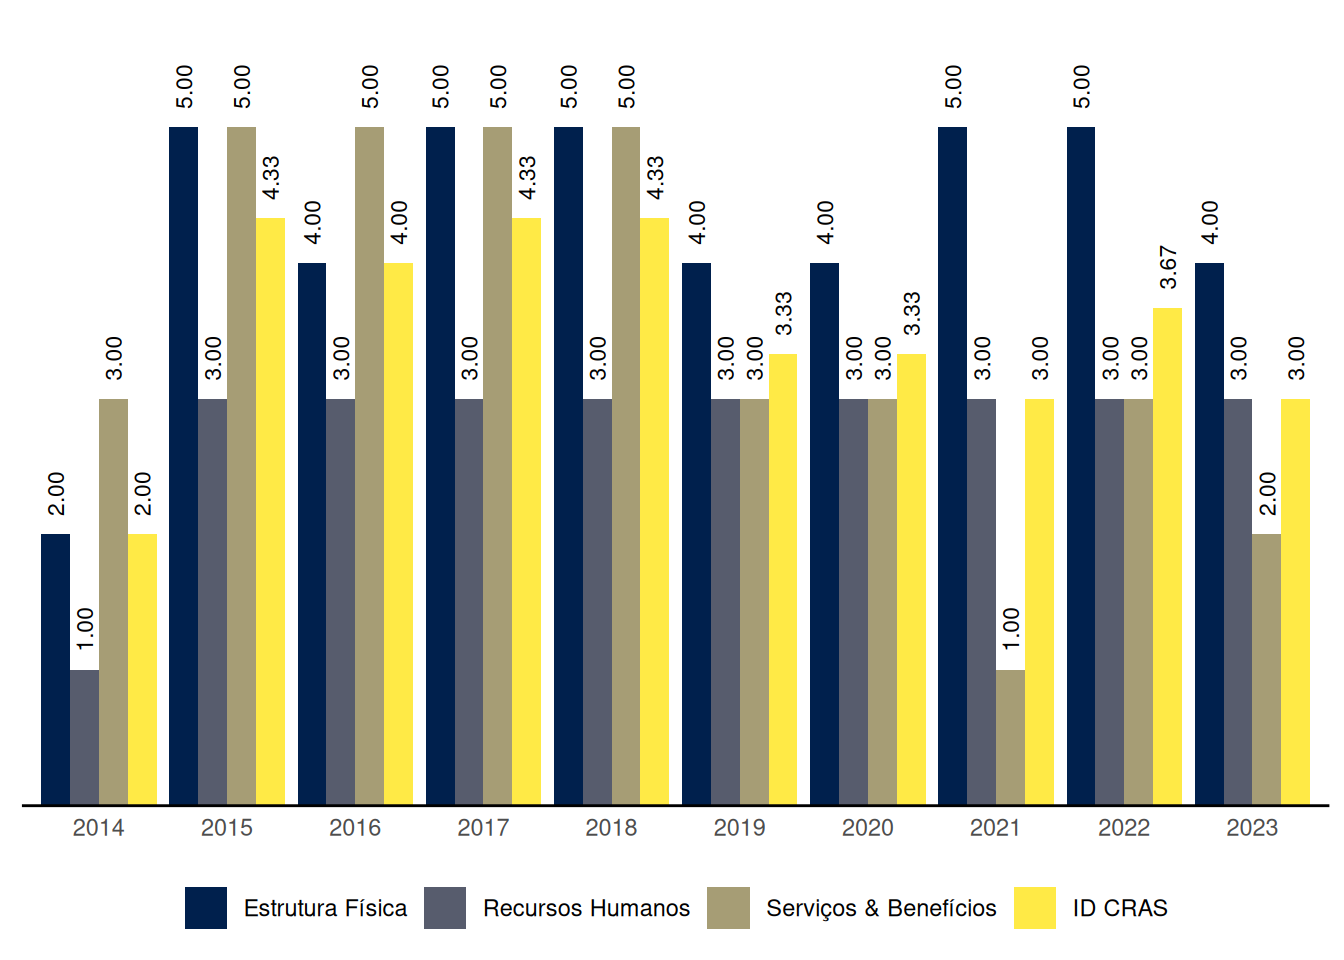 5.00 5.00 5.00 5.00 5.00 5.00 5.00 5.00 5.00
4.33 4.33 4.33
4.00 4.00 4.00 4.00 4.00
3.67
3.33 3.33
3.00 3.00 3.00 3.00 3.00 3.00 3.00 3.00 3.00 3.00 3.00 3.00 3.00 3.00 3.00
2.00 2.00 2.00
1.00 1.00
2014 2015 2016 2017 2018 2019 2020 2021 2022 2023
Estrutura Física Recursos Humanos Serviços & Benefícios ID CRAS